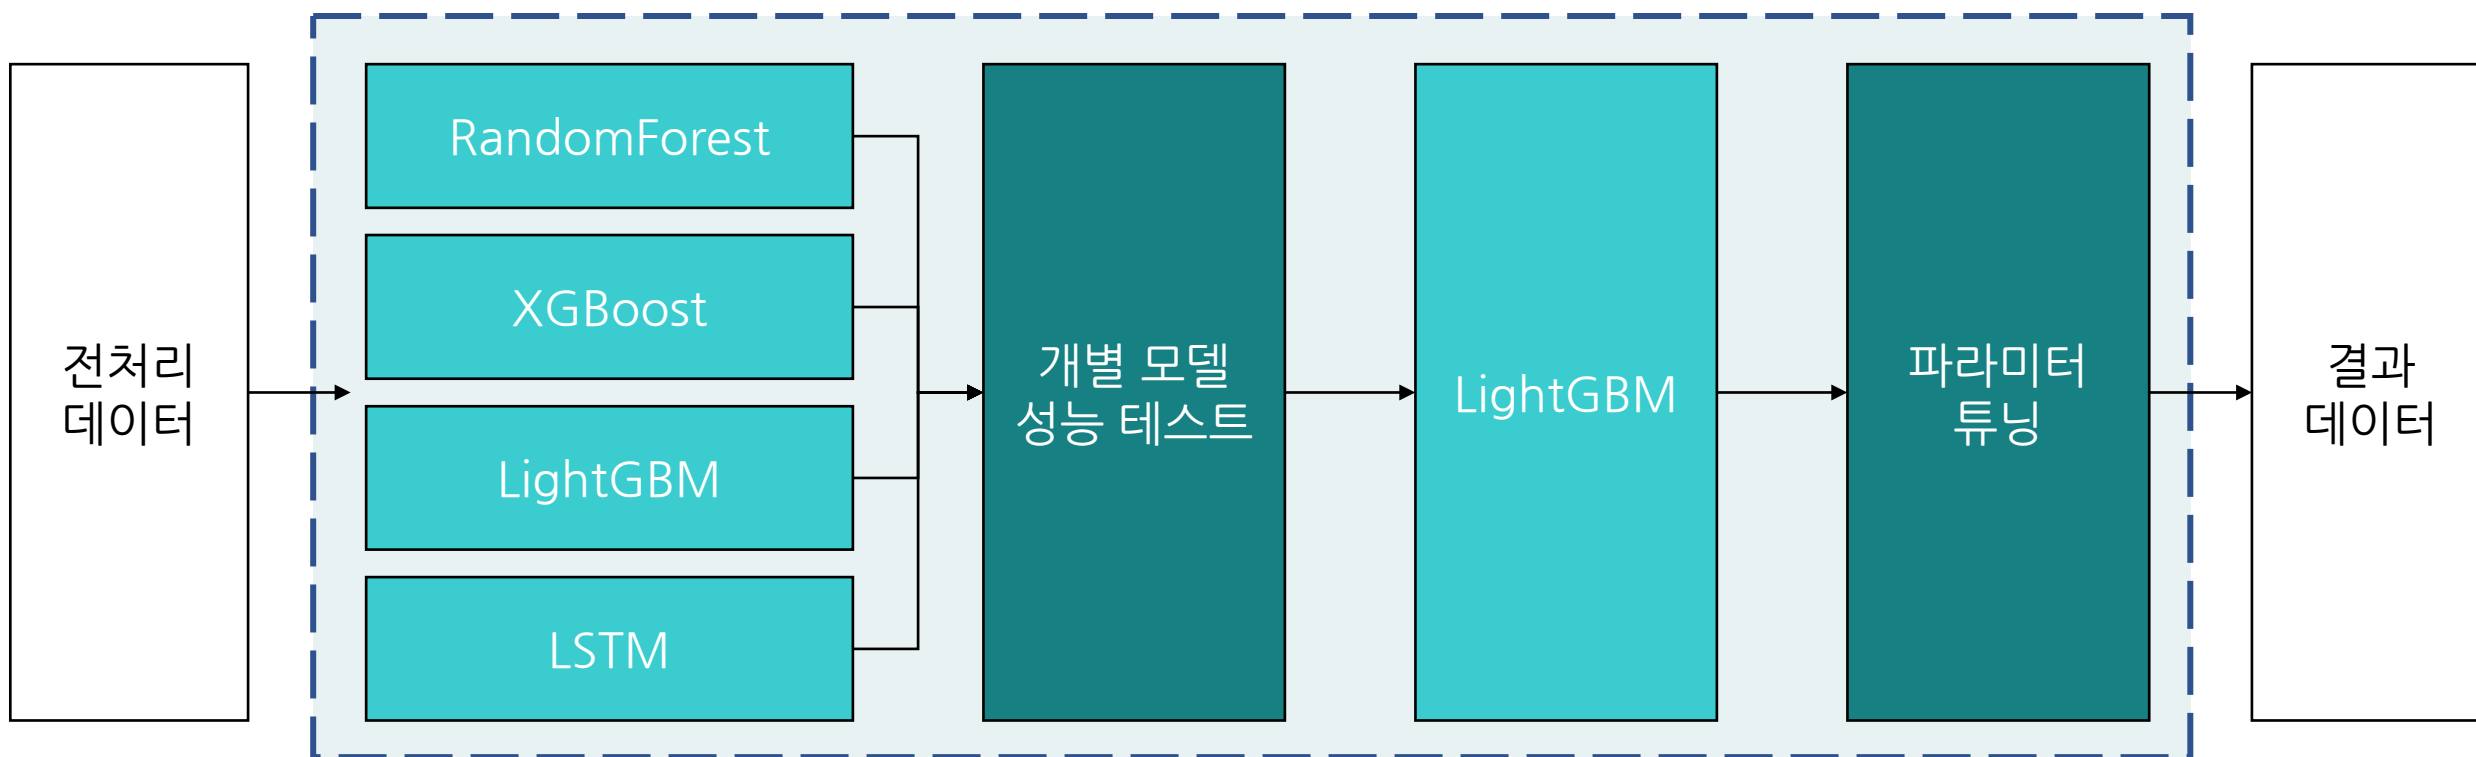 전처리
데이터
RandomForest
XGBoost
LightGBM
LSTM
개별 모델
성능 테스트
LightGBM
파라미터
튜닝
결과
데이터